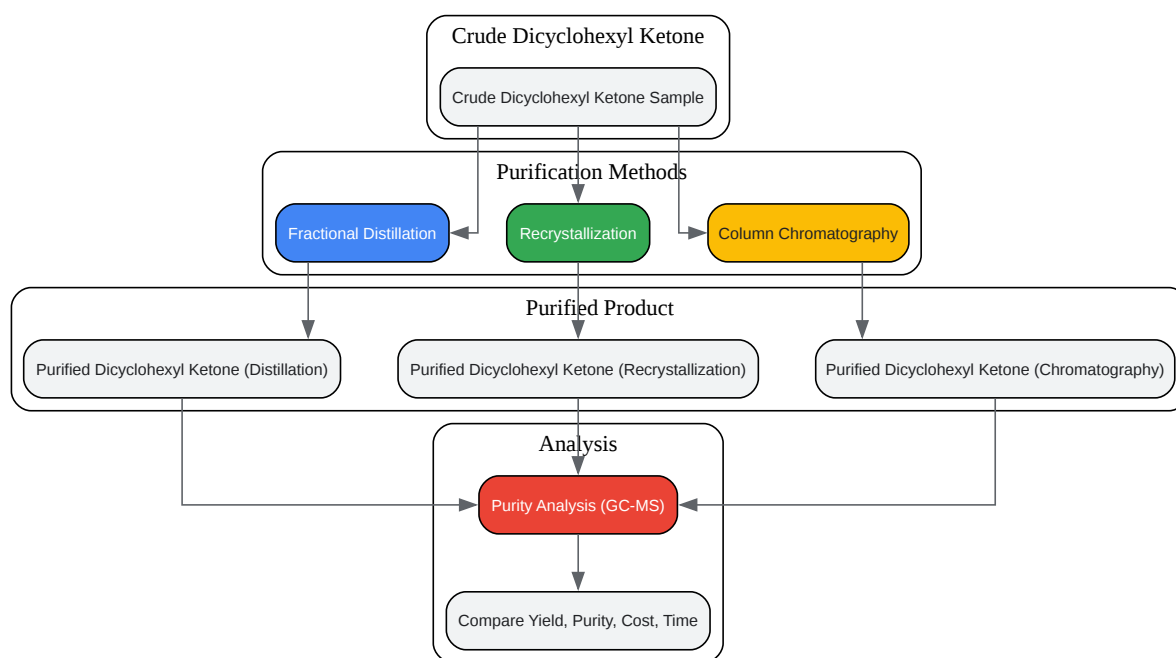 Crude Dicyclohexyl Ketone
Crude Dicyclohexyl Ketone Sample
Purification Methods
Fractional Distillation
Recrystallization
Column Chromatography
Purified Product
Purified Dicyclohexyl Ketone (Distillation)
Purified Dicyclohexyl Ketone (Recrystallization)
Purified Dicyclohexyl Ketone (Chromatography)
Analysis
Purity Analysis (GC-MS)
Compare Yield, Purity, Cost, Time